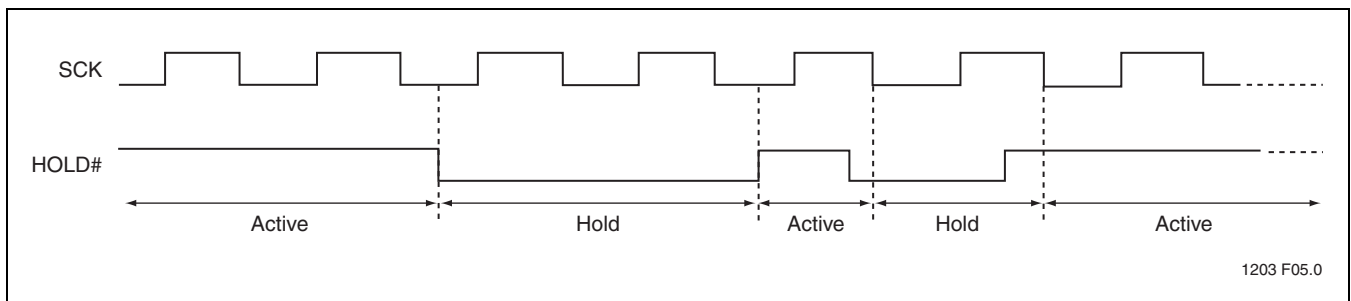 SCK
HOLD#
Active Hold Active Hold Active
1203 F05.0